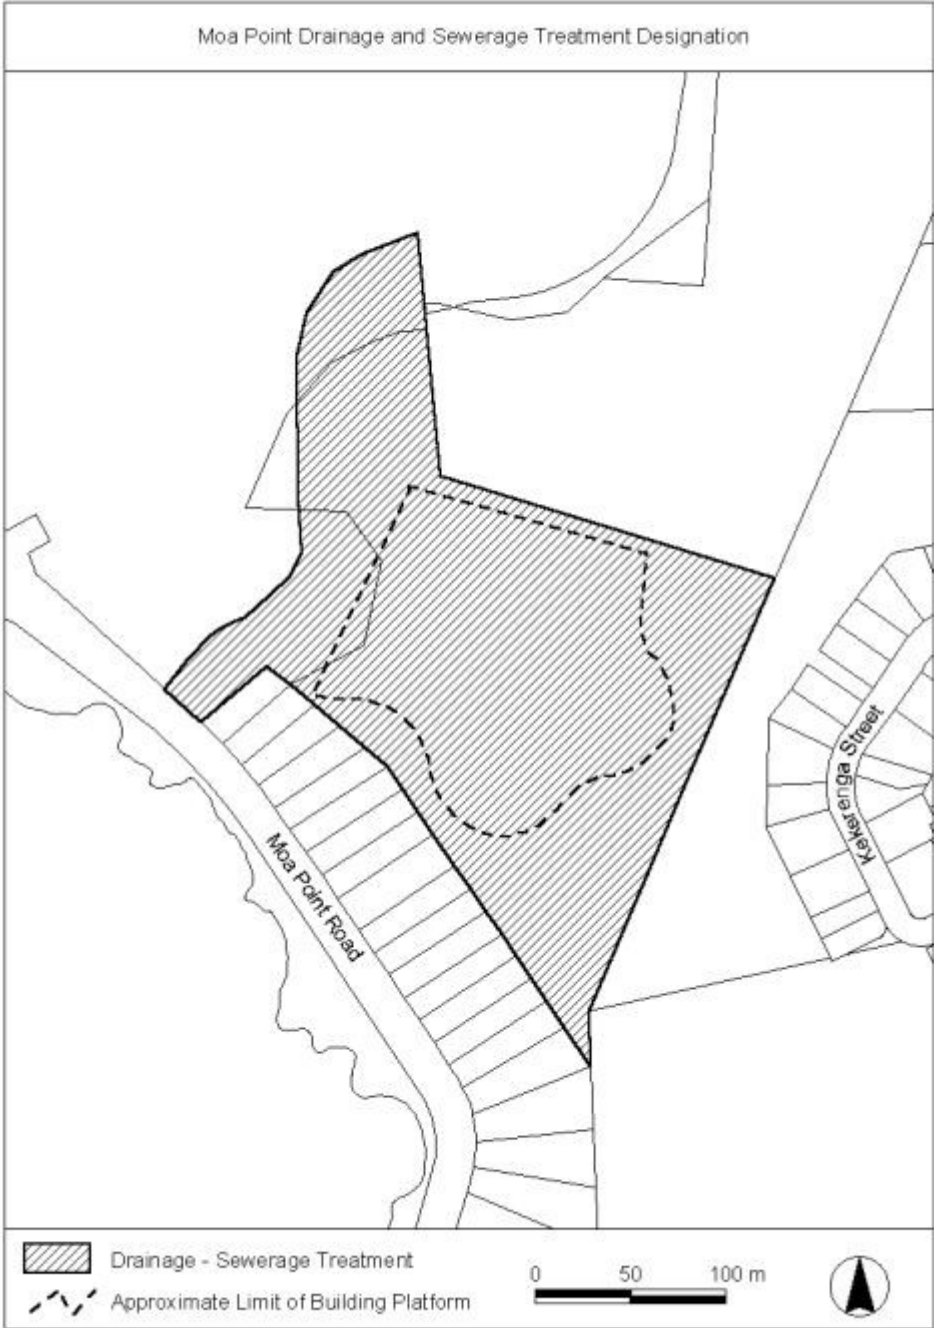 Moa Point Drainage and Sewerage Treatment Designation
Kekerenga Street
Moa Point Road
Drainage - Sewerage Treatment
Approximate Limit of Building Platform
0 50 100 m